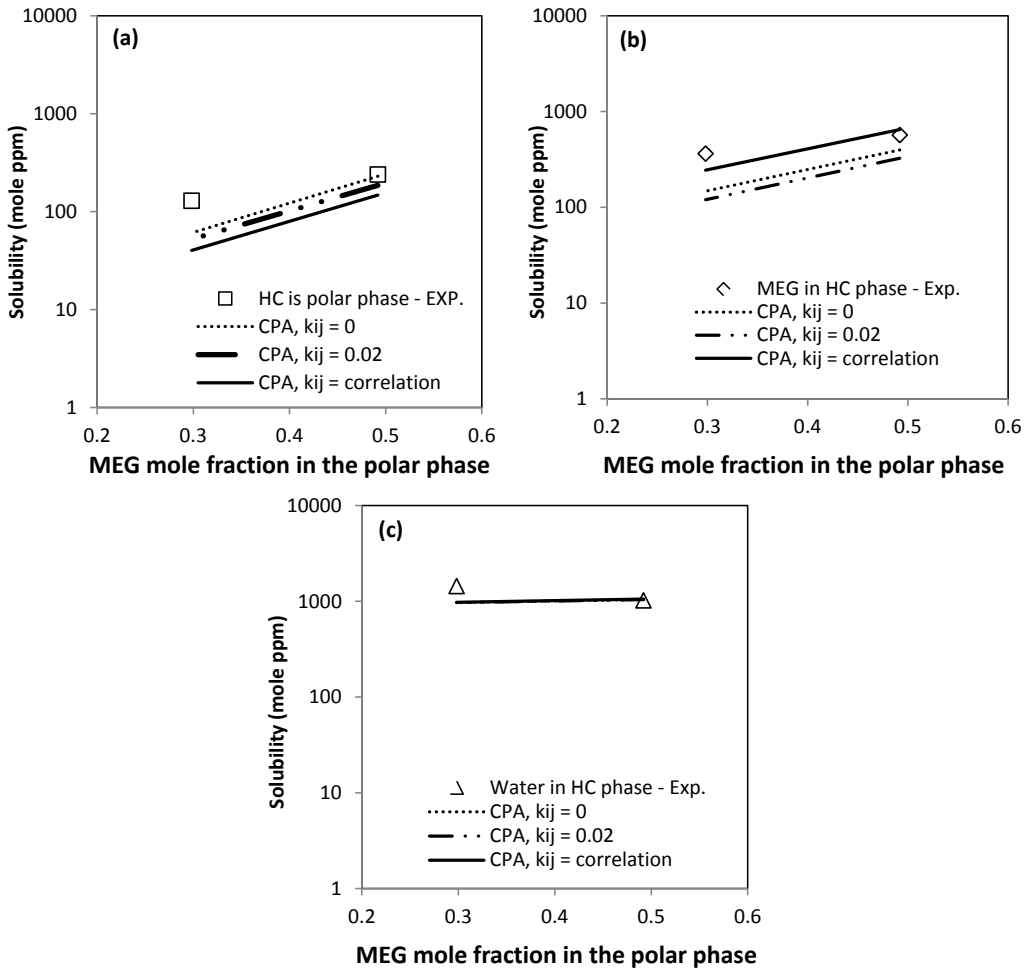 (a)
10000
1000
100
10
1
Solubility (mole ppm)
HC is polar phase - EXP.
CPA, kij = 0
CPA, kij = 0.02
CPA, kij = correlation
0.2 0.3 0.4 0.5 0.6
MEG mole fraction in the polar phase
(b)
10000
1000
100
10
1
Solubility (mole ppm)
MEG in HC phase - Exp.
CPA, kij = 0
CPA, kij = 0.02
CPA, kij = correlation
0.2 0.3 0.4 0.5 0.6
MEG mole fraction in the polar phase
(c)
10000
1000
100
10
1
Solubility (mole ppm)
Water in HC phase - Exp.
CPA, kij = 0
CPA, kij = 0.02
CPA, kij = correlation
0.2 0.3 0.4 0.5 0.6
MEG mole fraction in the polar phase